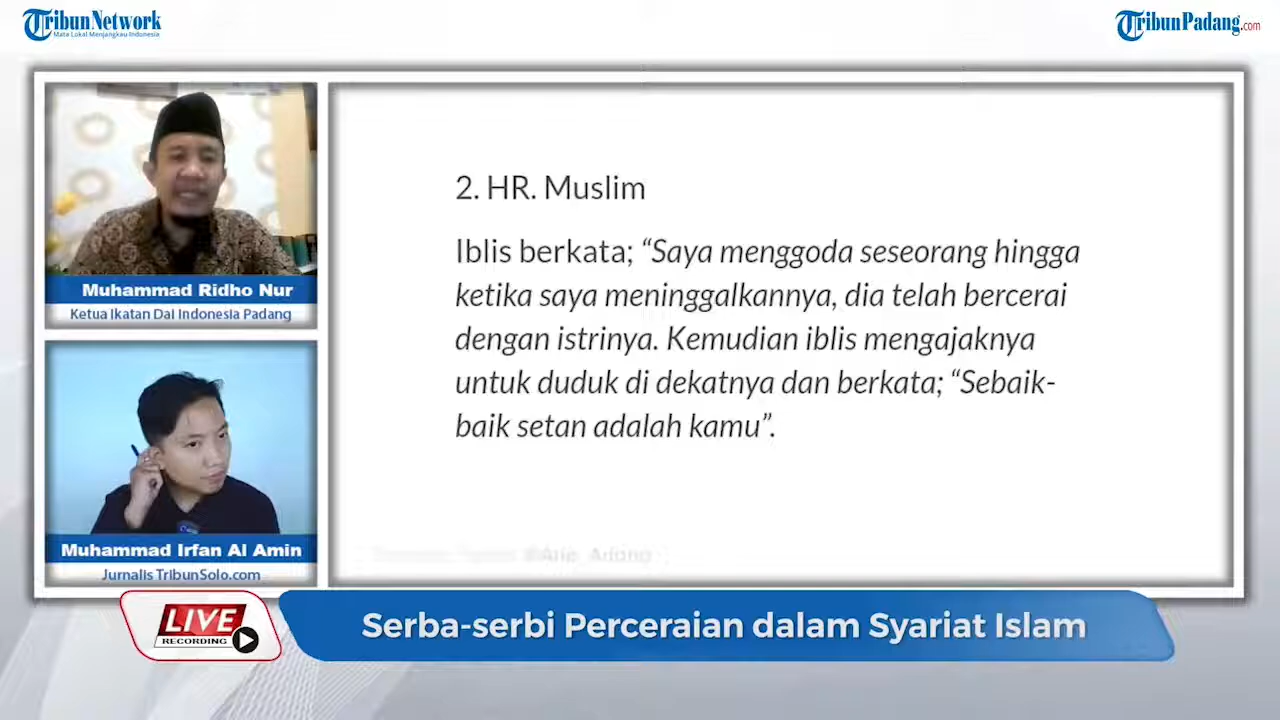 TribunNetwork
Mata Lokal Menjangkau Indonesia
TribunPadang.com
2. HR. Muslim
Iblis berkata; “Saya menggoda seseorang hingga
ketika saya meninggalkannya, dia telah bercerai
dengan istrinya. Kemudian iblis mengajaknya
untuk duduk di dekatnya dan berkata; “Sebaik-
baik setan adalah kamu”.
Muhammad Ridho Nur
Ketua Ikatan DaI Indonesia Padang
Muhammad Irfan Al Amin
Jurnalis TribunSolo.com
LIVE
RECORDING
Serba-serbi Perceraian dalam Syariat Islam